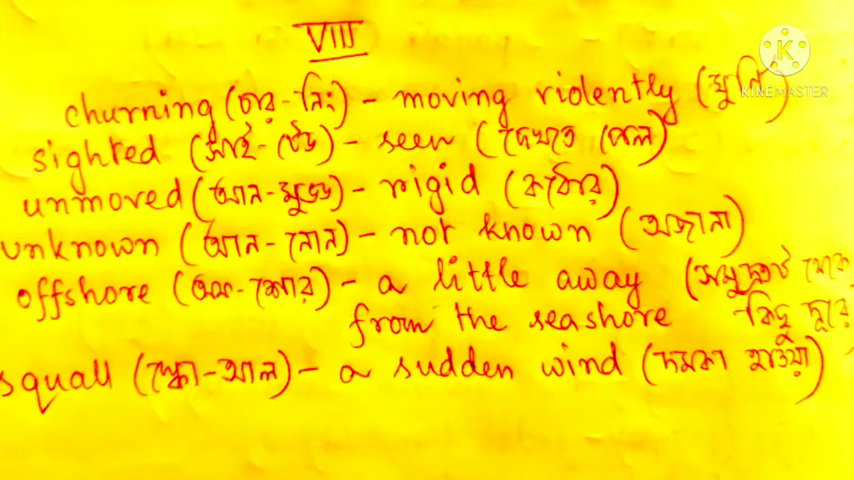 VIII
churning (চার-নিং) - moving violently (ঘুর্ণি)
sighted (সাই-টেড) - seen (দেখতে পেল)
unmoved (আন-মুভড) - rigid (কঠোর)
unknown (আন-নোন) - not known (অজানা)
offshore (অফ-শোর) - a little away (সমুদ্রতট থেকে
from the seashore কিছু দূরে
squall (স্কো-আল) - a sudden wind (দমকা হাওয়া)
KINEMASTER